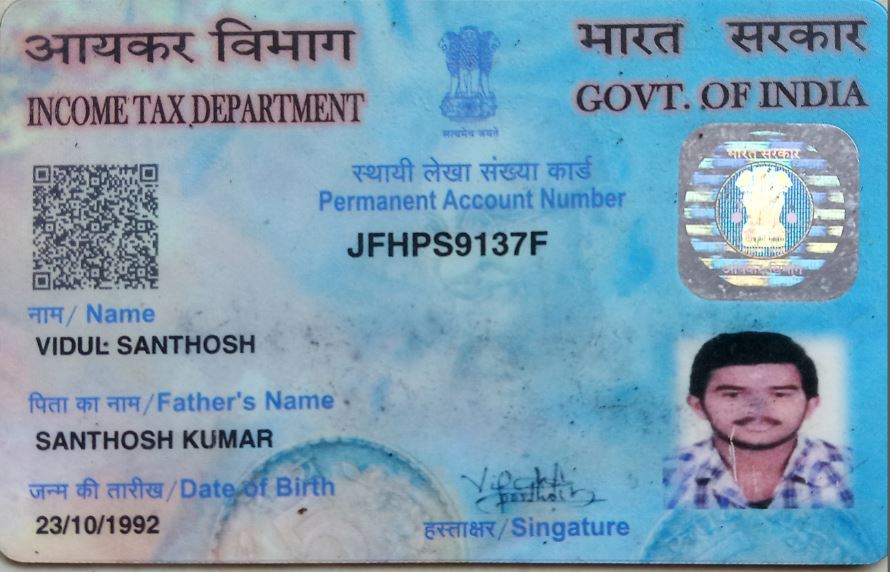 आयकर विभाग
INCOME TAX DEPARTMENT
सत्यमेव जयते
भारत सरकार
GOVT. OF INDIA
स्थायी लेखा संख्या कार्ड
Permanent Account Number
JFHPS9137F
भारत सरकार
आयकर विभाग
नाम/ Name
VIDUL SANTHOSH
पिता का नाम/Father's Name
SANTHOSH KUMAR
जन्म की तारीख/Date of Birth
23/10/1992
हस्ताक्षर/Singature